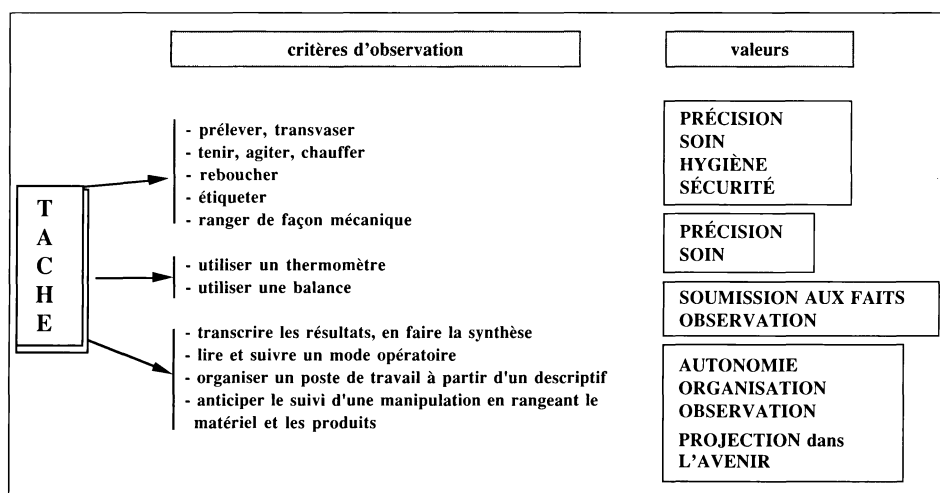 critères d'observation
valeurs
TACHE
- prélever, transvaser
- tenir, agiter, chauffer
- reboucher
- étiqueter
- ranger de façon mécanique
PRÉCISION
SOIN
HYGIÈNE
SÉCURITÉ
- utiliser un thermomètre
- utiliser une balance
PRÉCISION
SOIN
- transcrire les résultats, en faire la synthèse
- lire et suivre un mode opératoire
- organiser un poste de travail à partir d'un descriptif
- anticiper le suivi d'une manipulation en rangeant le
matériel et les produits
SOUMISSION AUX FAITS
OBSERVATION
AUTONOMIE
ORGANISATION
OBSERVATION
PROJECTION dans
L'AVENIR